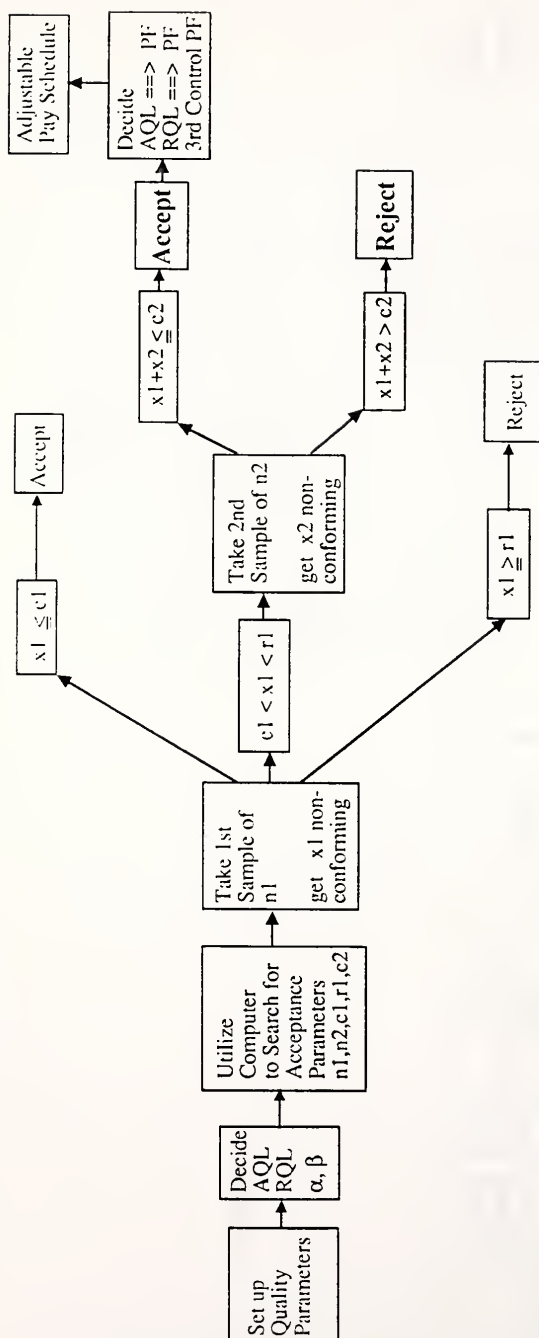 Set up
Quality
Parameters
Decide
AQL
RQL
α, β
Utilize
Computer
to Search for
Acceptance
Parameters
n1,n2,c1,r1,c2
Take 1st
Sample of
n1
get x1 non-
conforming
x1 ≦ c1
Accept
c1 < x1 < r1
Take 2nd
Sample of n2
get x2 non-
conforming
x1+x2 ≦ c2
Accept
Decide
AQL ==> PF
RQL ==> PF
3rd Control PF
Adjustable
Pay Schedule
x1+x2 > c2
Reject
x1 ≧ r1
Reject